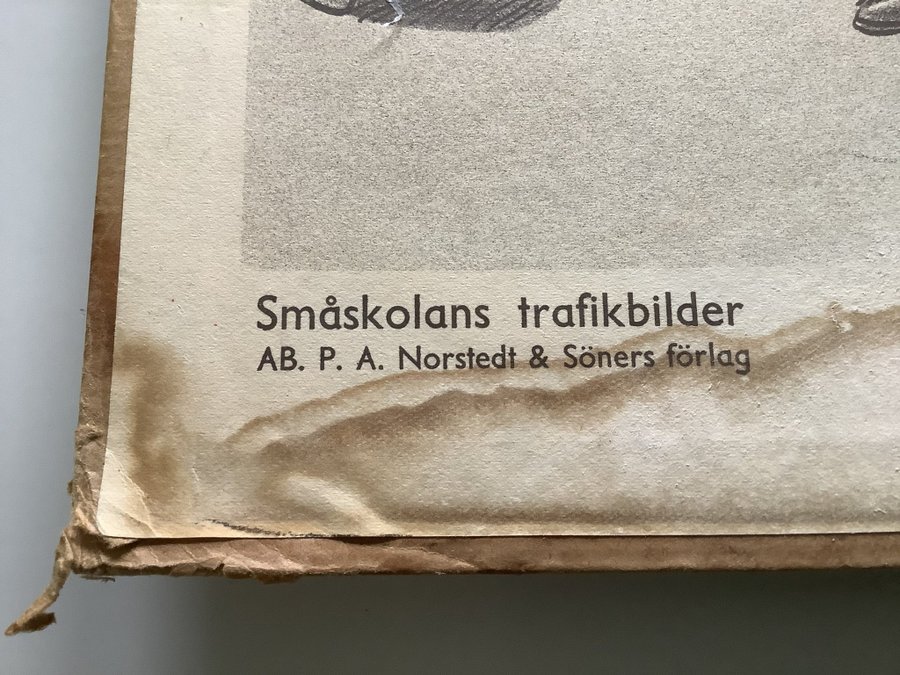 Småskolans trafikbilder
AB. P. A. Norstedt & Söners förlag